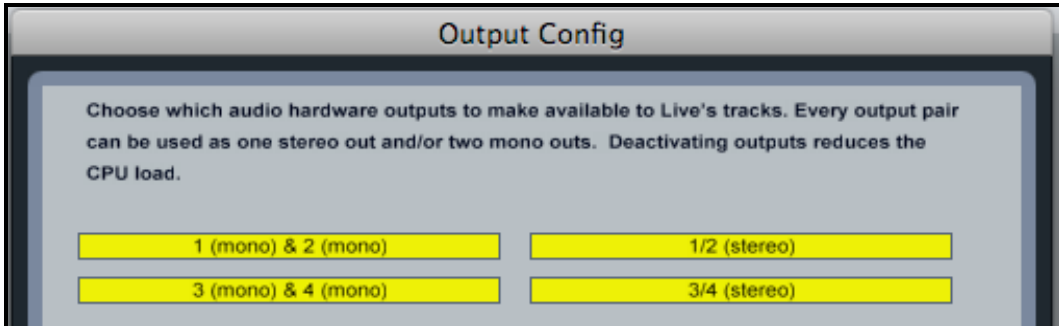 Output Config
Choose which audio hardware outputs to make available to Live's tracks. Every output pair
can be used as one stereo out and/or two mono outs.  Deactivating outputs reduces the
CPU load.
1 (mono) & 2 (mono)
1/2 (stereo)
3 (mono) & 4 (mono)
3/4 (stereo)